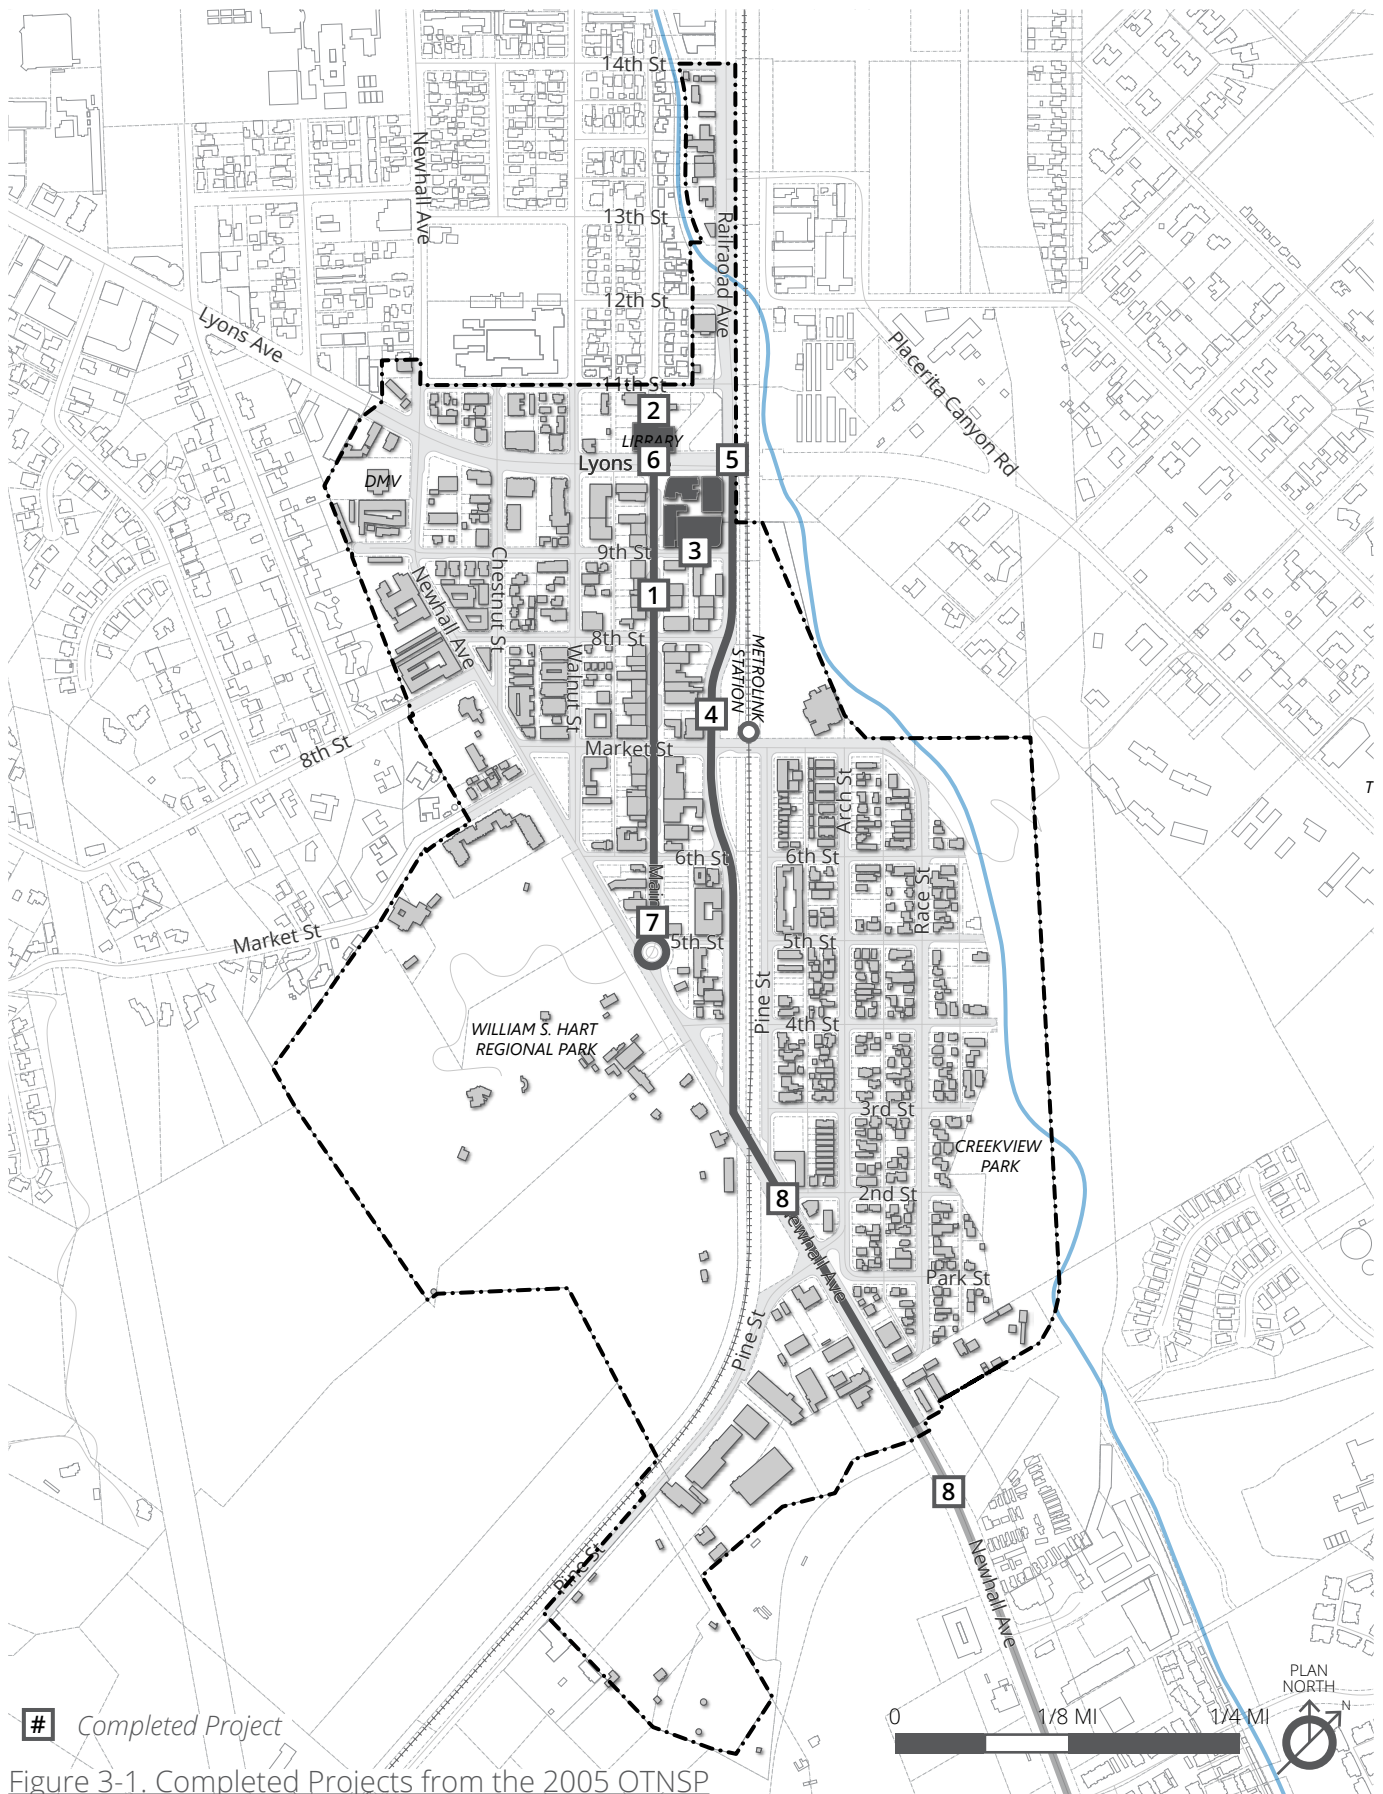 14th St
Newhall Ave
13th St
Railraoad Ave
12th St
Lyons Ave
Placerita Canyon Rd
11th St
2
LIBRARY
Lyons
6
5
DMV
9th St
3
Chestnut St
Newhall Ave
1
8th St
Walnut St
METROLINK
STATION
4
8th St
Market St
Arch St
T
6th St
6th St
Main
Race St
7
5th St
5th St
Market St
Pine St
4th St
WILLIAM S. HART
REGIONAL PARK
3rd St
CREEKVIEW
PARK
2nd St
8
Newhall Ave
Park St
Pine St
8
Newhall Ave
Pine St
PLAN
NORTH
N
0
1/8 MI
1/4 MI
# Completed Project
Figure 3-1. Completed Projects from the 2005 OTNSP